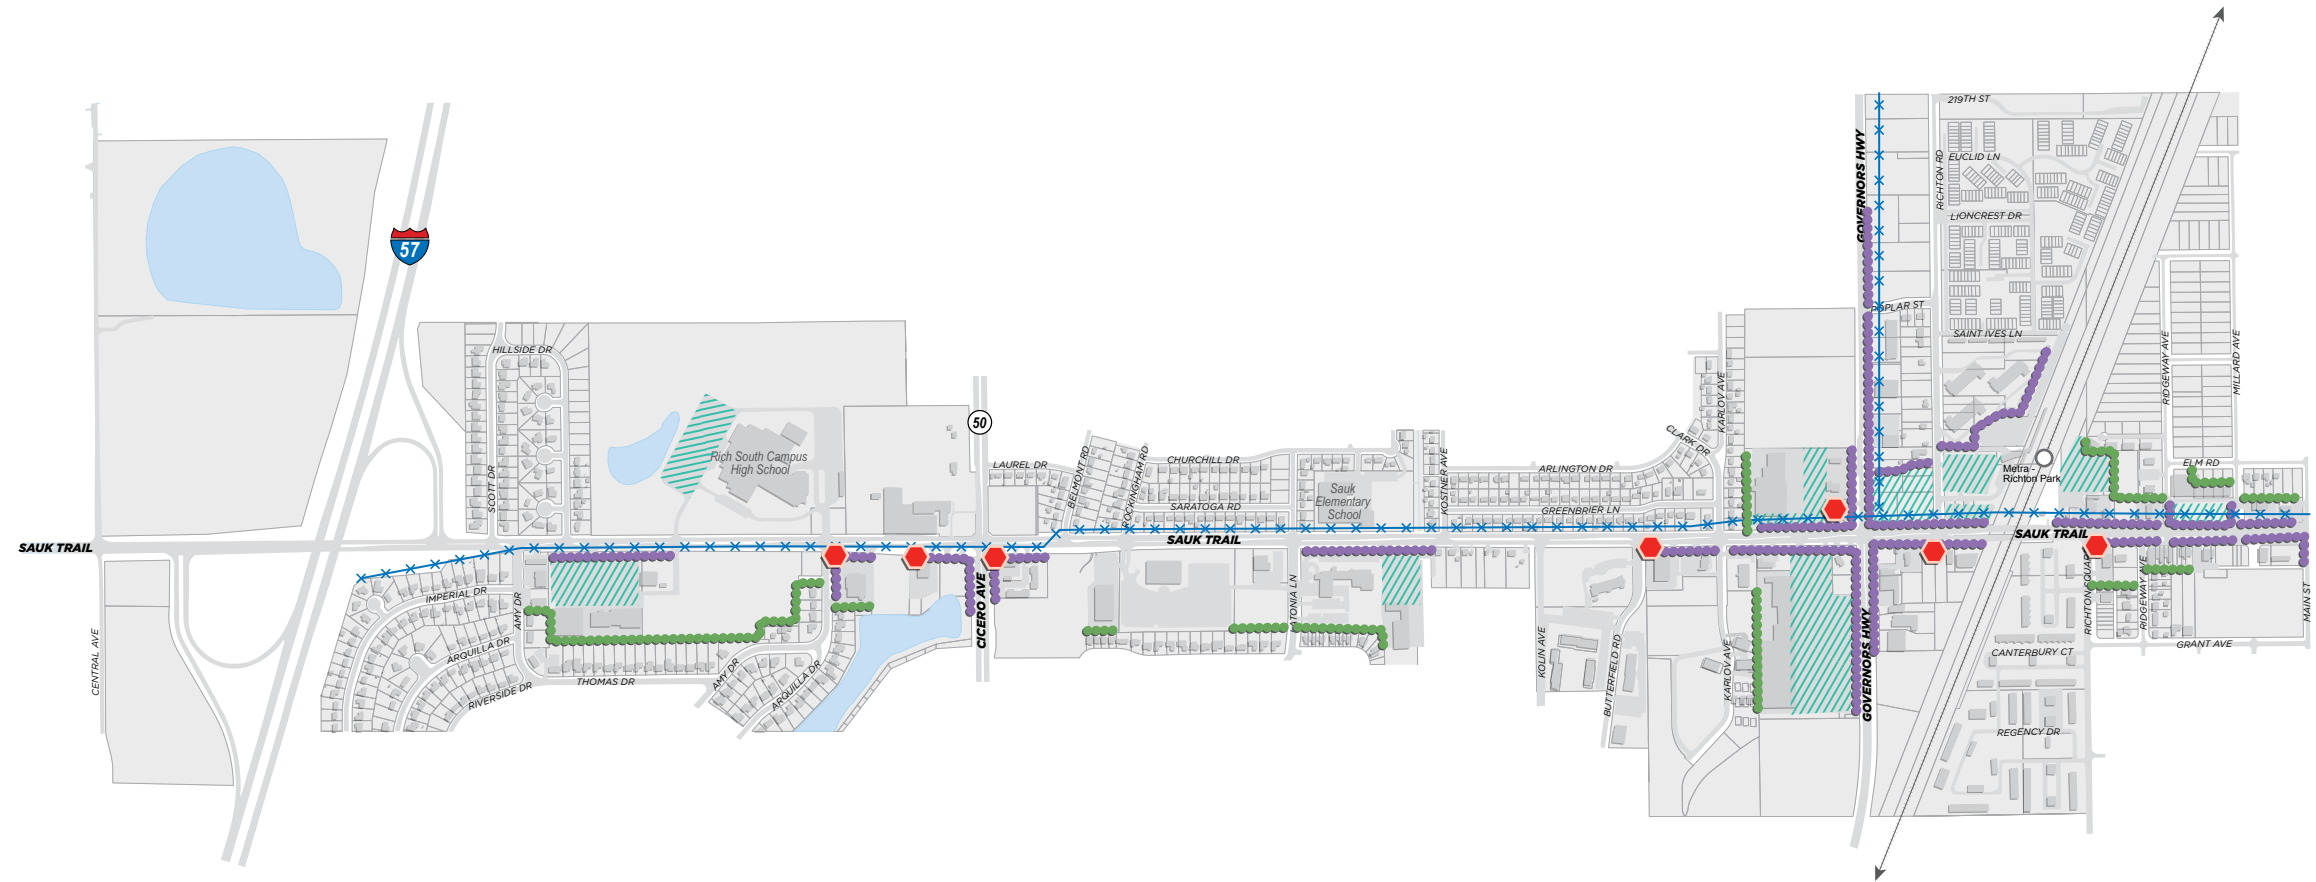 219TH ST
GOVERNORS HWY
RICHTON RD
EUCLID LN
LIONCREST DR
57
POPLAR ST
SAINT IVES LN
RIDGEWAY AVE
MILLARD AVE
HILLSIDE DR
KARLOV AVE
50
CLARK DR
SCOTT DR
Rich South Campus
High School
LAUREL DR
BELMONT RD
ROCKINGHAM RD
CHURCHILL DR
KOSTNER AVE
ARLINGTON DR
Metra -
Richton Park
ELM RD
Sauk
Elementary
School
SARATOGA RD
GREENBRIER LN
SAUK TRAIL
SAUK TRAIL
SAUK TRAIL
IMPERIAL DR
AMY DR
CICERO AVE
LATONIA LN
RICHTON SQUARE
RIDGEWAY AVE
MAIN ST
CENTRAL AVE
ARQUILLA DR
KOLIN AVE
BUTTERFIELD RD
KARLOV AVE
GOVERNORS HWY
CANTERBURY CT
GRANT AVE
RIVERSIDE DR
THOMAS DR
AMY DR
ARQUILLA DR
REGENCY DR